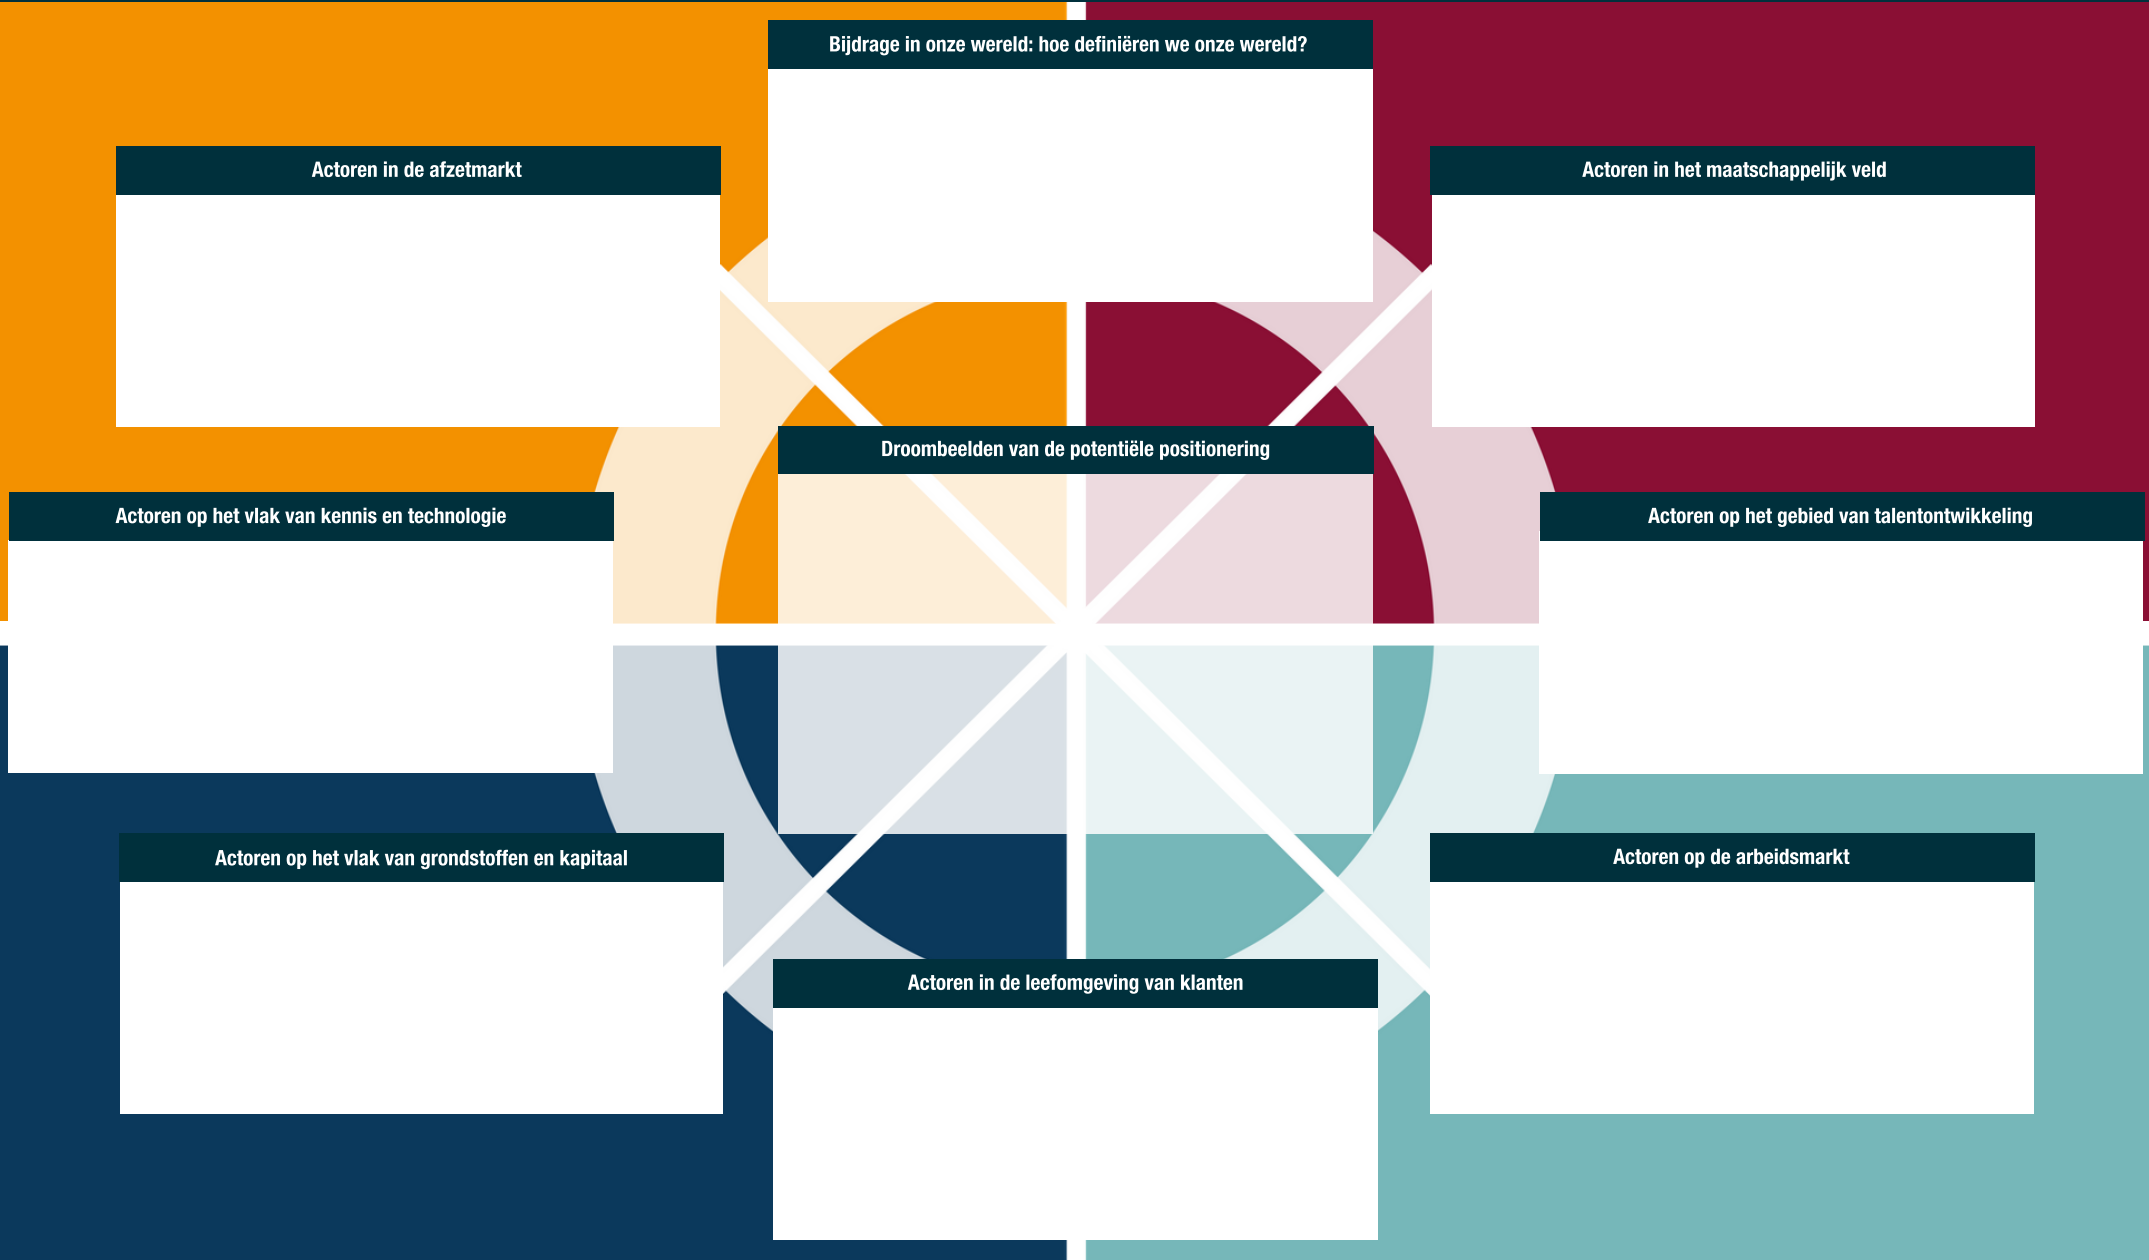 Bijdrage in onze wereld: hoe definiëren we onze wereld?
Actoren in de afzetmarkt
Actoren in het maatschappelijk veld
Droombeelden van de potentiële positionering
Actoren op het vlak van kennis en technologie
Actoren op het gebied van talentontwikkeling
Actoren op het vlak van grondstoffen en kapitaal
Actoren op de arbeidsmarkt
Actoren in de leefomgeving van klanten